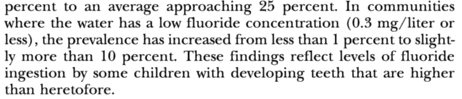 percent to an average approaching 25 percent. In communities
where the water has a low fluoride concentration (0.3 mg/liter or
less), the prevalence has increased from less than 1 percent to slight-
ly more than 10 percent. These findings reflect levels of fluoride
ingestion by some children with developing teeth that are higher
than heretofore.